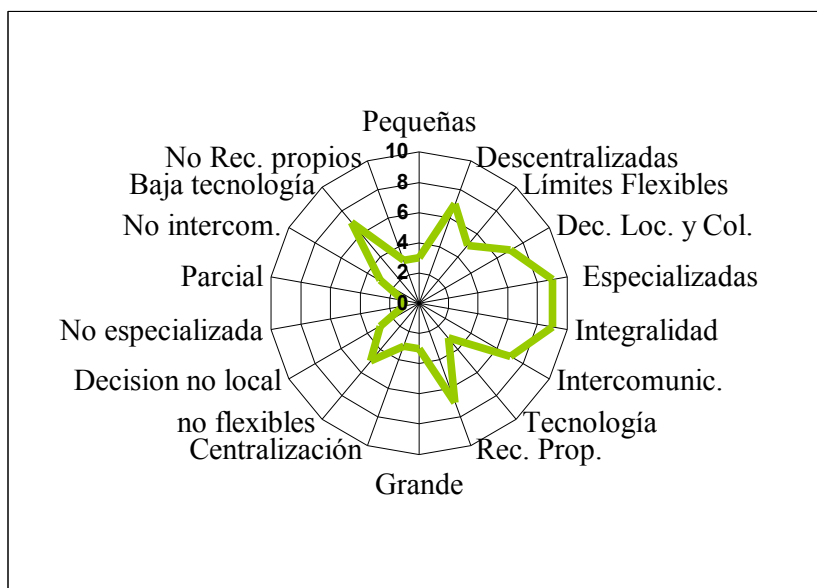 Pequeñas
Descentralizadas
Límites Flexibles
Dec. Loc. y Col.
Especializadas
Integralidad
Intercomunic.
Tecnología
Rec. Prop.
Grande
Centralización
no flexibles
Decision no local
No especializada
Parcial
No intercom.
Baja tecnología
No Rec. propios
10
8
6
4
2
0